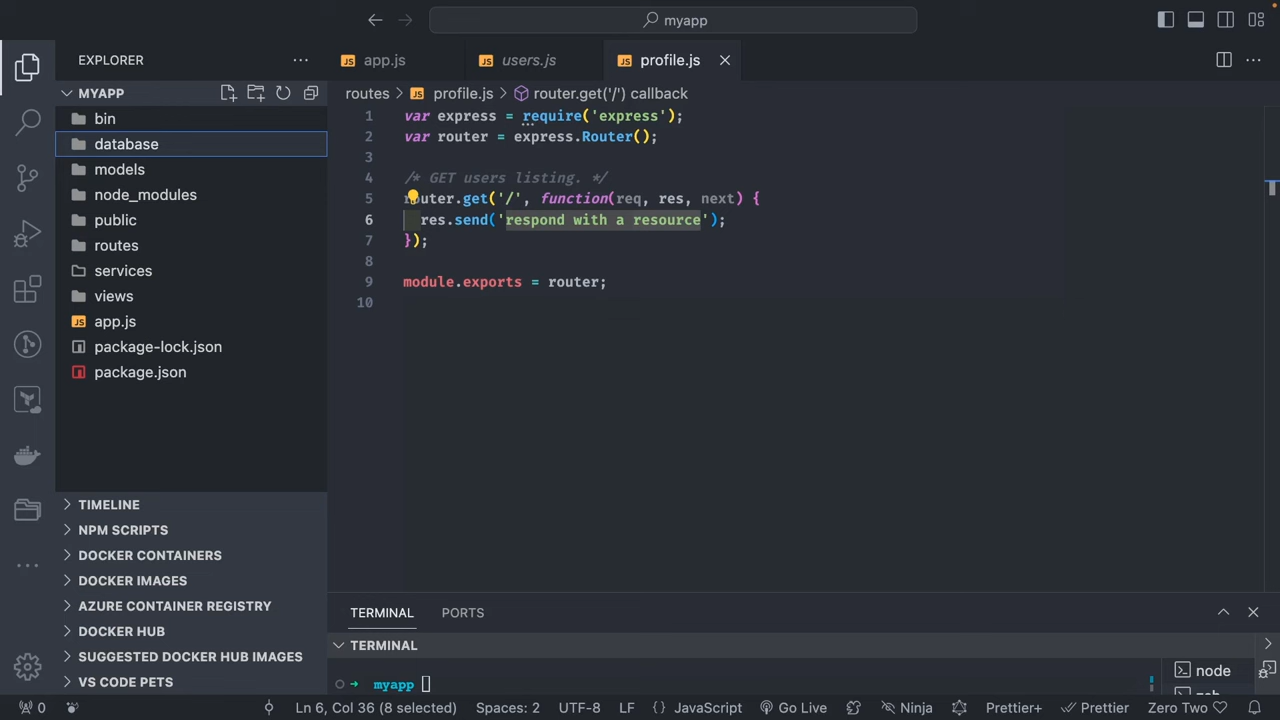 myapp
EXPLORER
MYAPP
bin
database
models
node_modules
public
routes
services
views
JS app.js
package-lock.json
package.json
TIMELINE
NPM SCRIPTS
DOCKER CONTAINERS
DOCKER IMAGES
AZURE CONTAINER REGISTRY
DOCKER HUB
SUGGESTED DOCKER HUB IMAGES
VS CODE PETS
JS app.js JS users.js JS profile.js
routes > JS profile.js > router.get('/') callback
1 var express = require('express');
2 var router = express.Router();
3
4 /* GET users listing. */
5 router.get('/', function(req, res, next) {
6 res.send('respond with a resource');
7 });
8
9 module.exports = router;
10
TERMINAL PORTS
TERMINAL
myapp
node
0 Ln 6, Col 36 (8 selected) Spaces: 2 UTF-8 LF {} JavaScript Go Live Ninja Prettier+ Prettier Zero Two